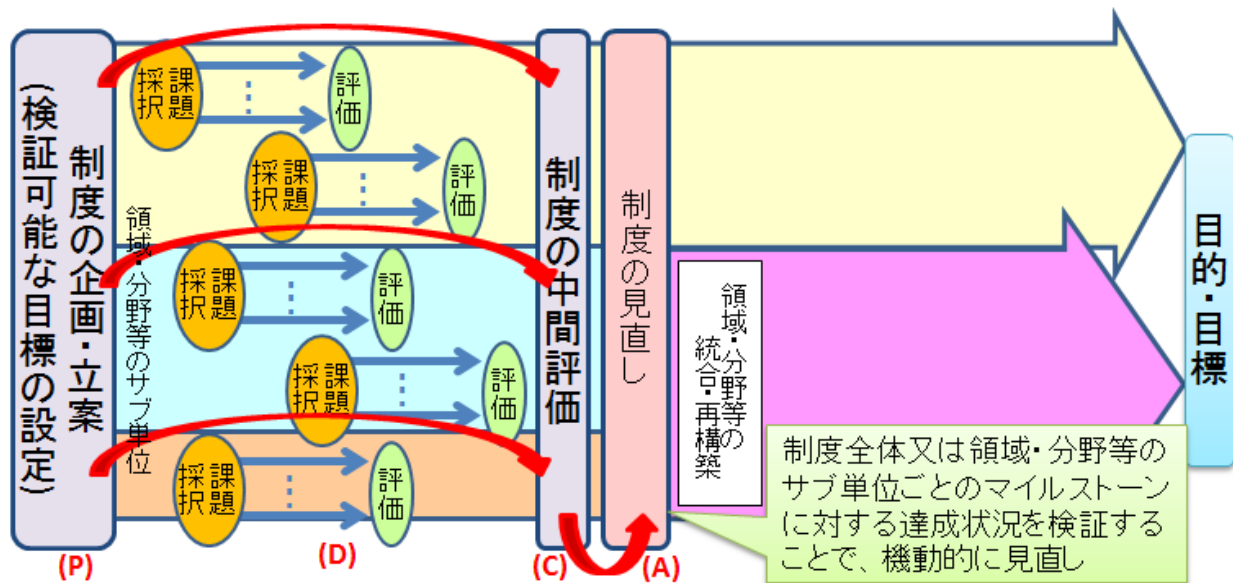 制度の企画・立案
(検証可能な目標の設定)
(P)
領域・分野等のサブ単位
課題
採択
評価
課題
採択
評価
課題
採択
評価
課題
採択
評価
課題
採択
評価
(D)
制度の中間評価
(C)
制度の見直し
(A)
領域・分野等の
統合・再構築
制度全体又は領域・分野等の
サブ単位ごとのマイルストーン
に対する達成状況を検証する
ことで、機動的に見直し
目的・目標